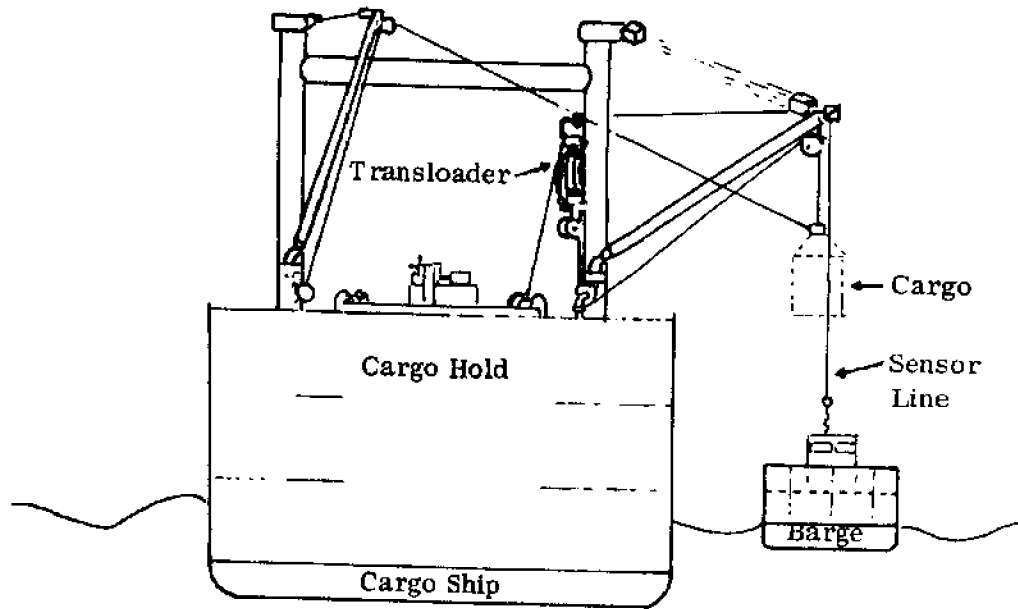 Transloader
Cargo
Cargo Hold
Sensor
Line
Barge
Cargo Ship